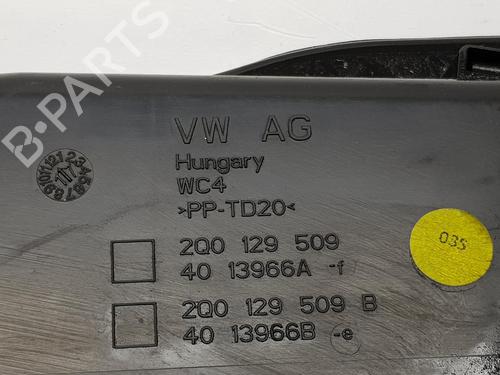 B-PARTS
VW AG
Hungary
WC4
>PP-TD20<
2Q0 129 509
40 13966A -f
2Q0 129 509 B
40 13966B -e
03S